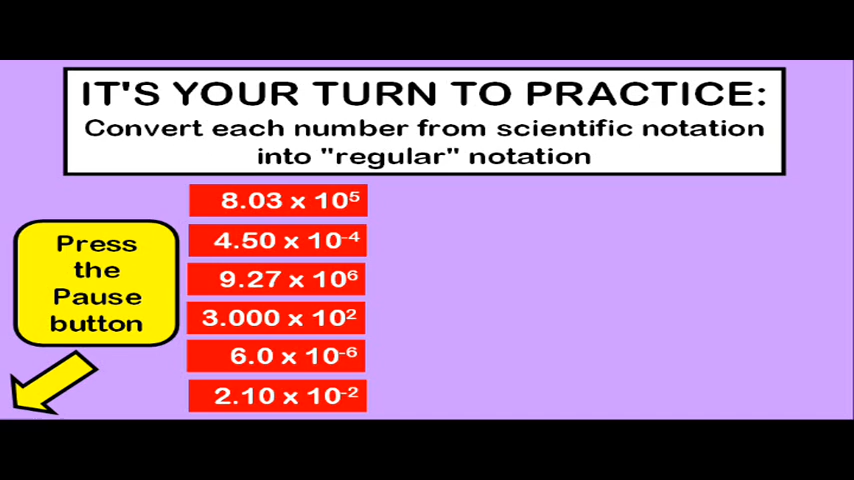 IT'S YOUR TURN TO PRACTICE:
Convert each number from scientific notation
into "regular" notation
8.03 x 10⁵
4.50 x 10⁻⁴
9.27 x 10⁶
3.000 x 10²
6.0 x 10⁻⁶
2.10 x 10⁻²
Press
the
Pause
button